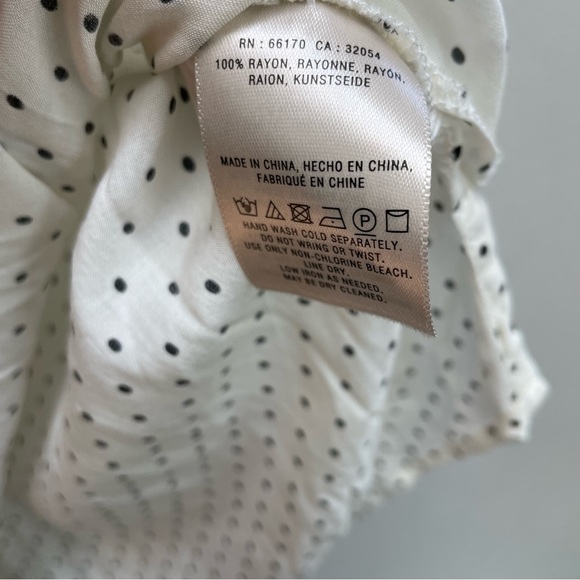 RN : 66170 CA : 32054
100% RAYON, RAYONNE, RAYON,
RAION, KUNSTSEIDE
MADE IN CHINA, HECHO EN CHINA,
FABRIQUÉ EN CHINE
P
HAND WASH COLD SEPARATELY.
DO NOT WRING OR TWIST.
USE ONLY NON-CHLORINE BLEACH.
LINE DRY.
LOW IRON AS NEEDED.
MAY BE DRY CLEANED.